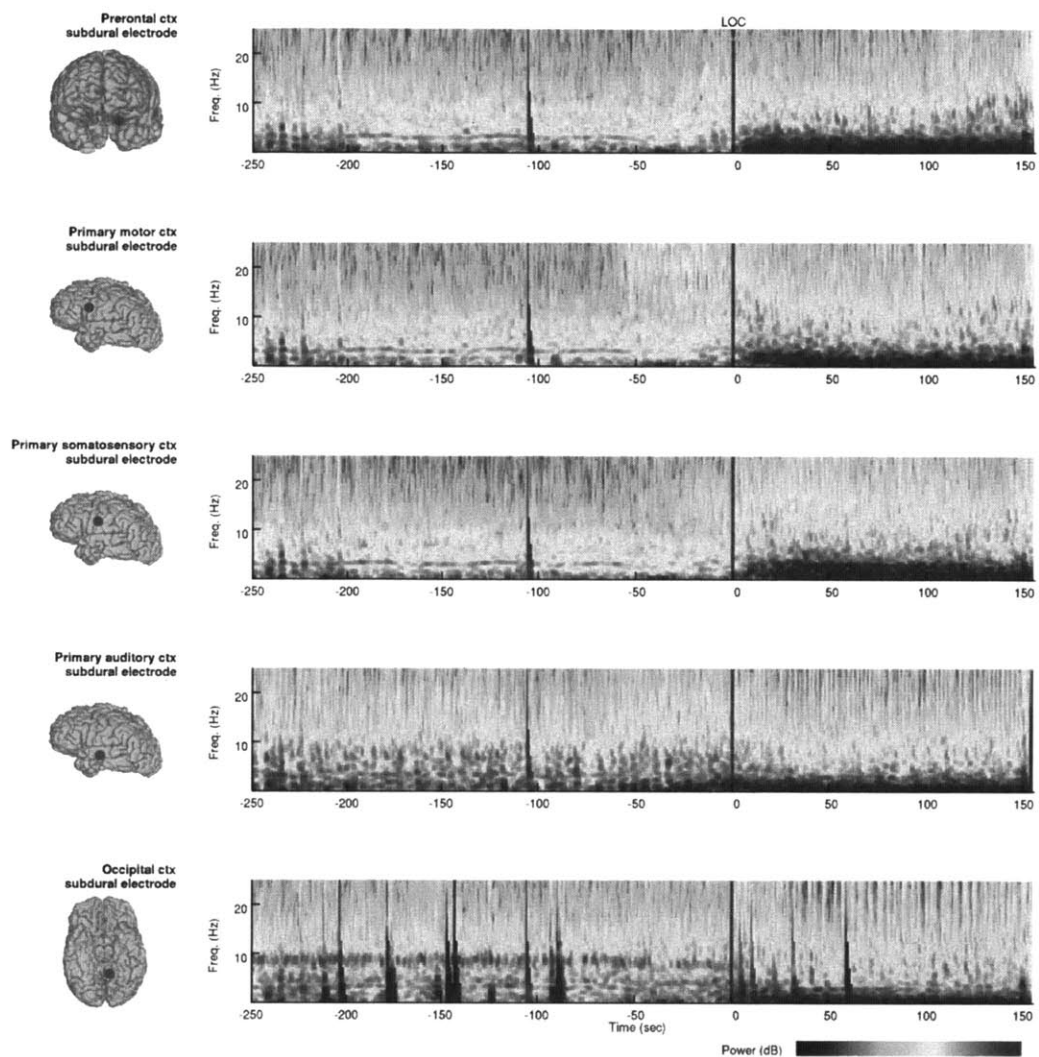 Prerontal ctx
subdural electrode
LOC
Freq. (Hz)
20
10
-250 -200 -150 -100 -50 0 50 100 150
Primary motor ctx
subdural electrode
Freq. (Hz)
20
10
-250 -200 -150 -100 -50 0 50 100 150
Primary somatosensory ctx
subdural electrode
Freq. (Hz)
20
10
-250 -200 -150 -100 -50 0 50 100 150
Primary auditory ctx
subdural electrode
Freq. (Hz)
20
10
-250 -200 -150 -100 -50 0 50 100 150
Occipital ctx
subdural electrode
Freq. (Hz)
20
10
-250 -200 -150 -100 -50 0 50 100 150
Time (sec)
Power (dB)